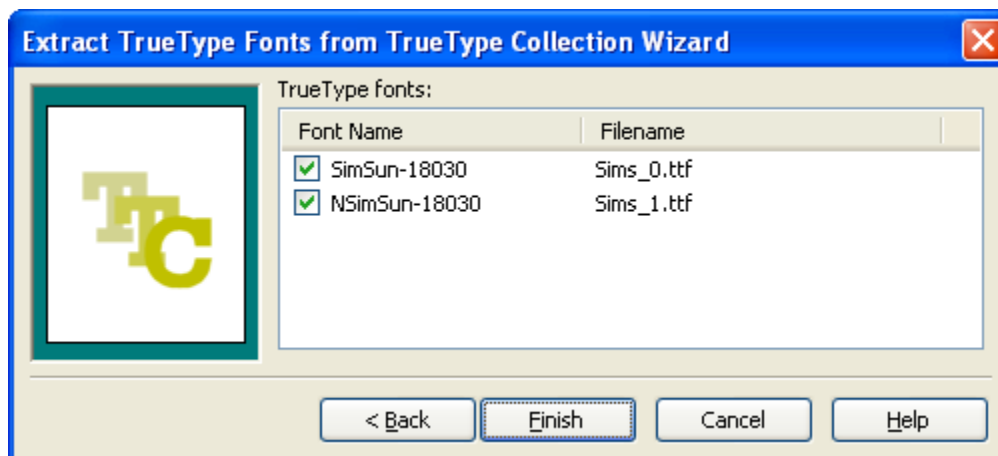 Extract TrueType Fonts from TrueType Collection Wizard
TrueType fonts:
Font Name Filename
SimSun-18030 Sims_0.ttf
NSimSun-18030 Sims_1.ttf
TTC
< Back Finish Cancel Help